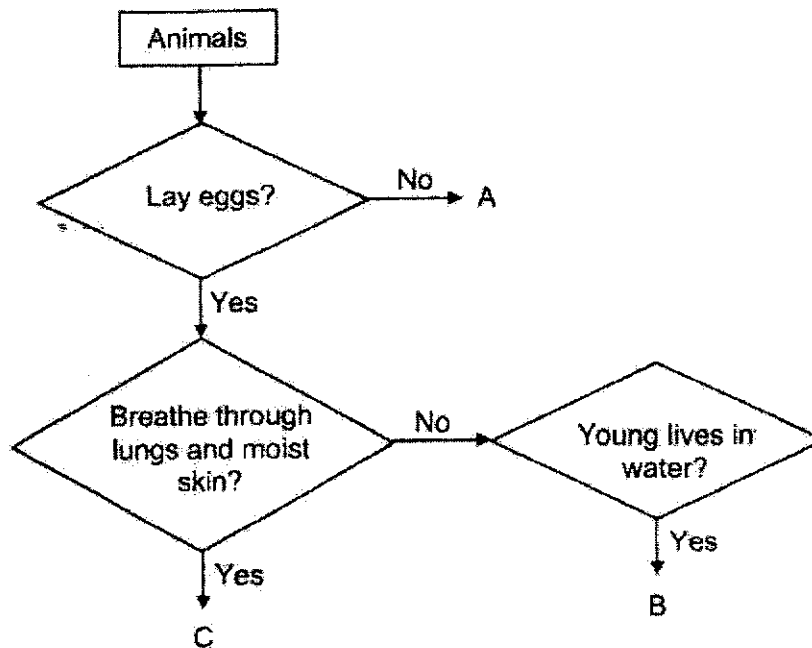 Animals
Lay eggs?
No
A
Yes
Breathe through
lungs and moist
skin?
No
Young lives in
water?
Yes
Yes
B
C